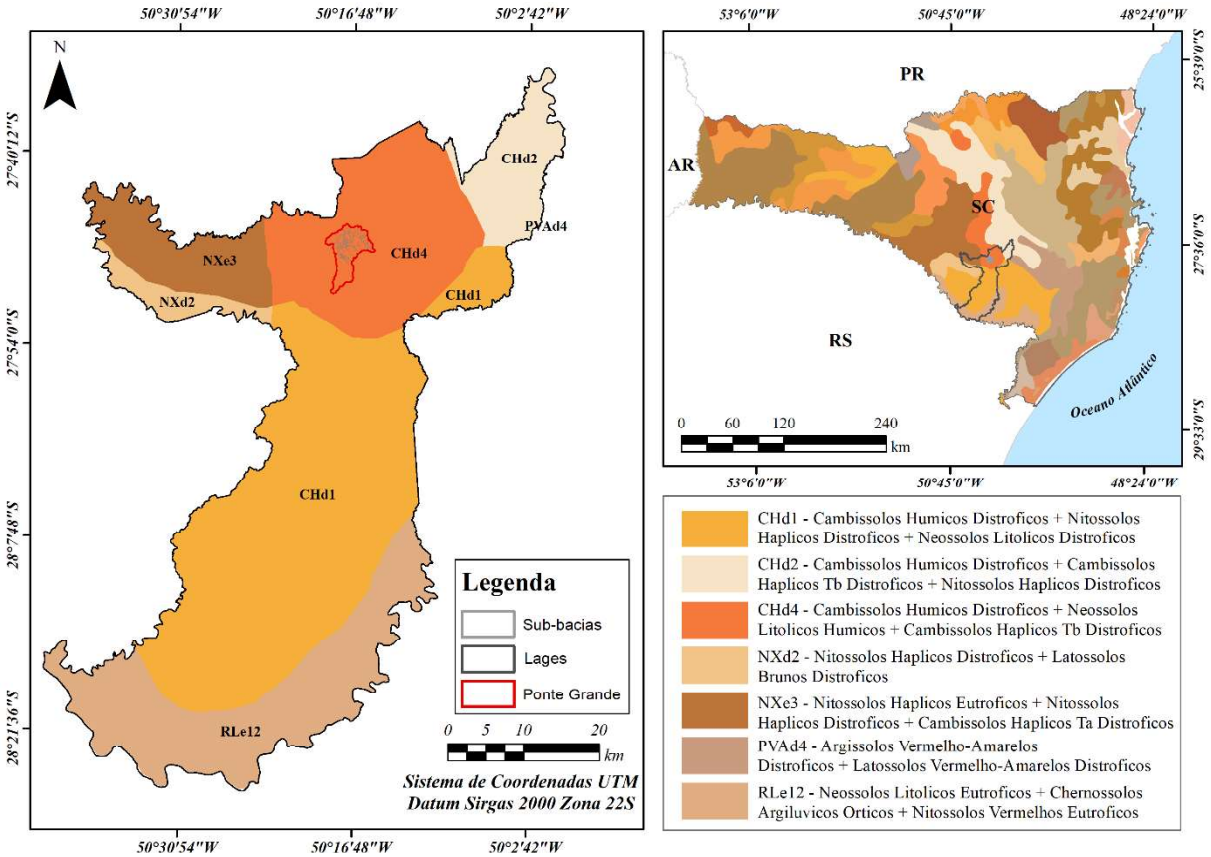 50°30'54"W
50°16'48"W
50°2'42"W
N
27°40'12"S
27°54'0"S
28°7'48"S
28°21'36"S
CHd2
PVAd4
CHd4
NXe3
NXd2
CHd1
CHd1
RLe12
Legenda
Sub-bacias
Lages
Ponte Grande
0 5 10 20
km
Sistema de Coordenadas UTM
Datum Sirgas 2000 Zona 22S
50°30'54"W
50°16'48"W
50°2'42"W
53°6'0"W
50°45'0"W
48°24'0"W
25°39'0"S
27°36'0"S
29°33'0"S
PR
AR
SC
RS
Oceano Atlântico
0 60 120 240
km
53°6'0"W
50°45'0"W
48°24'0"W
CHd1 - Cambissolos Humicos Distroficos + Nitossolos
Haplicos Distroficos + Neossolos Litolicos Distroficos
CHd2 - Cambissolos Humicos Distroficos + Cambissolos
Haplicos Tb Distroficos + Nitossolos Haplicos Distroficos
CHd4 - Cambissolos Humicos Distroficos + Neossolos
Litolicos Humicos + Cambissolos Haplicos Tb Distroficos
NXd2 - Nitossolos Haplicos Distroficos + Latossolos
Brunos Distroficos
NXe3 - Nitossolos Haplicos Eutroficos + Nitossolos
Haplicos Distroficos + Cambissolos Haplicos Ta Distroficos
PVAd4 - Argissolos Vermelho-Amarelos
Distroficos + Latossolos Vermelho-Amarelos Distroficos
RLe12 - Neossolos Litolicos Eutroficos + Chernossolos
Argiluvicos Orticos + Nitossolos Vermelhos Eutroficos